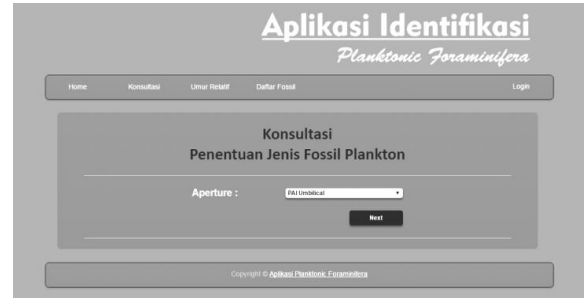 Aplikasi Identifikasi
Planktonic Foraminifera
Home Konsultasi Umur Relatif Daftar Fossil Login
Konsultasi
Penentuan Jenis Fossil Plankton
Aperture : PAI Umbilical
Next
Copyright © Aplikasi Planktonic Foraminifera